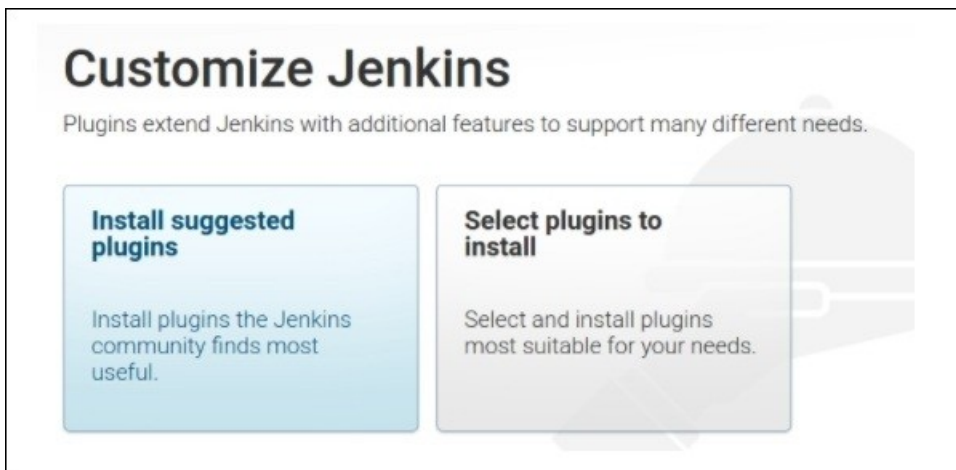 Customize Jenkins
Plugins extend Jenkins with additional features to support many different needs.
Install suggested
plugins
Install plugins the Jenkins
community finds most
useful.
Select plugins to
install
Select and install plugins
most suitable for your needs.